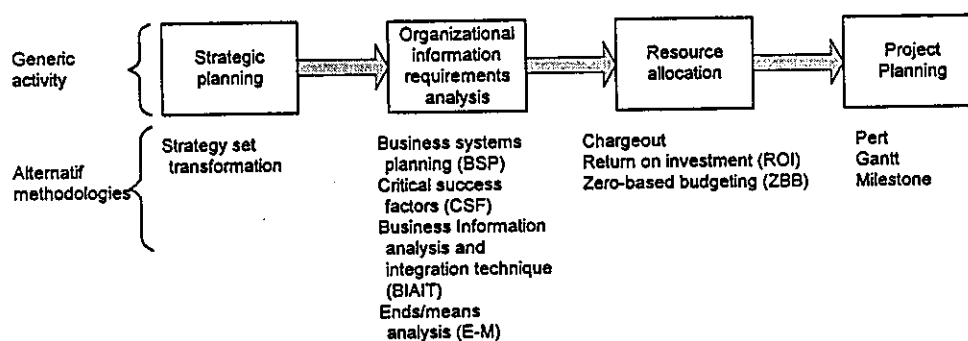 Generic
activity
Strategic
planning
Organizational
information
requirements
analysis
Resource
allocation
Project
Planning
Alternatif
methodologies
Strategy set
transformation
Business systems
planning (BSP)
Critical success
factors (CSF)
Business Information
analysis and
integration technique
(BIAIT)
Ends/means
analysis (E-M)
Chargeout
Return on investment (ROI)
Zero-based budgeting (ZBB)
Pert
Gantt
Milestone